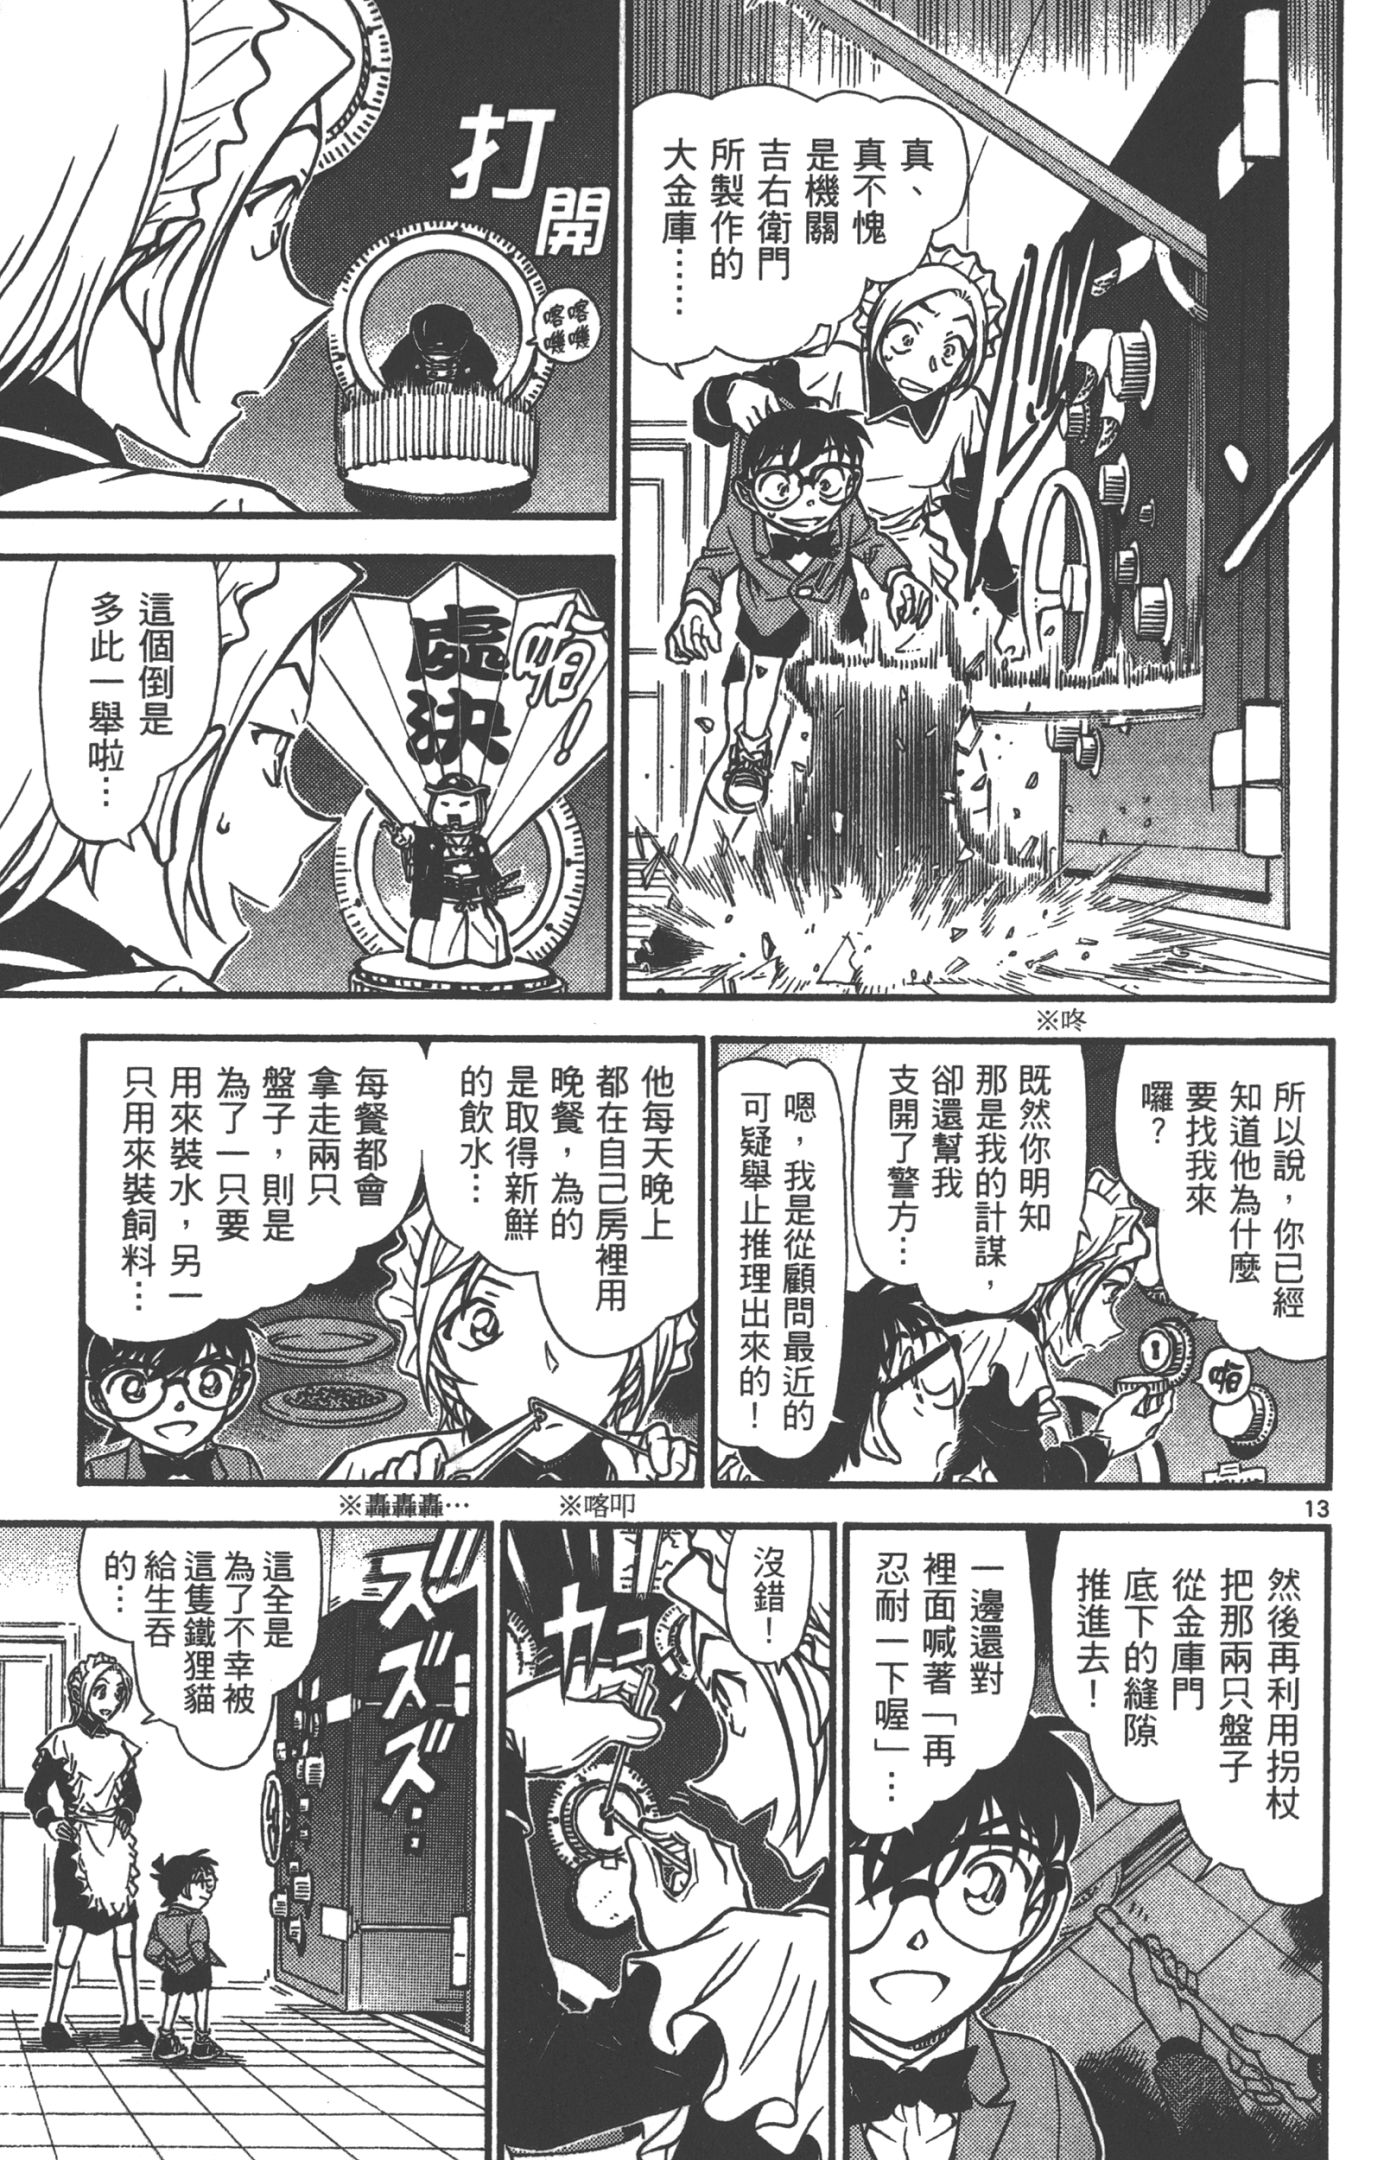 真、
真不愧
是機關
吉右衛門
所製作的
大金庫……
※咚
打開
喀嘰
喀嘰
處決
啪！
這個倒是
多此一舉啦…
所以說，你已經
知道他為什麼
要找我來
囉？
啪
既然你明知
那是我的計謀，
卻還幫我
支開了警方…
嗯，我是從顧問最近的
可疑舉止推理出來的！
他每天晚上
都在自己房裡用
晚餐，為的
是取得新鮮
的飲水…
每餐都會
拿走兩只
盤子，則是
為了一只要
用來裝水，另一
只用來裝飼料…
13
然後再利用拐杖
把那兩只盤子
從金庫門
底下的縫隙
推進去！
一邊還對
裡面喊著「再
忍耐一下喔」…
※喀叩
沒錯！
カコ
※轟轟轟…
ズズズ…
這全是
為了不幸被
這隻鐵狸貓
給生吞
的…